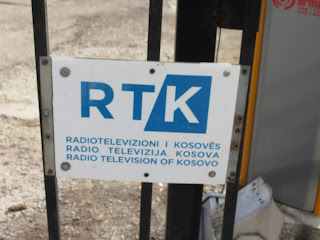 RTK
RADIOTELEVIZIONI I KOSOVËS
RADIO TELEVIZIJA KOSOVA
RADIO TELEVISION OF KOSOVO